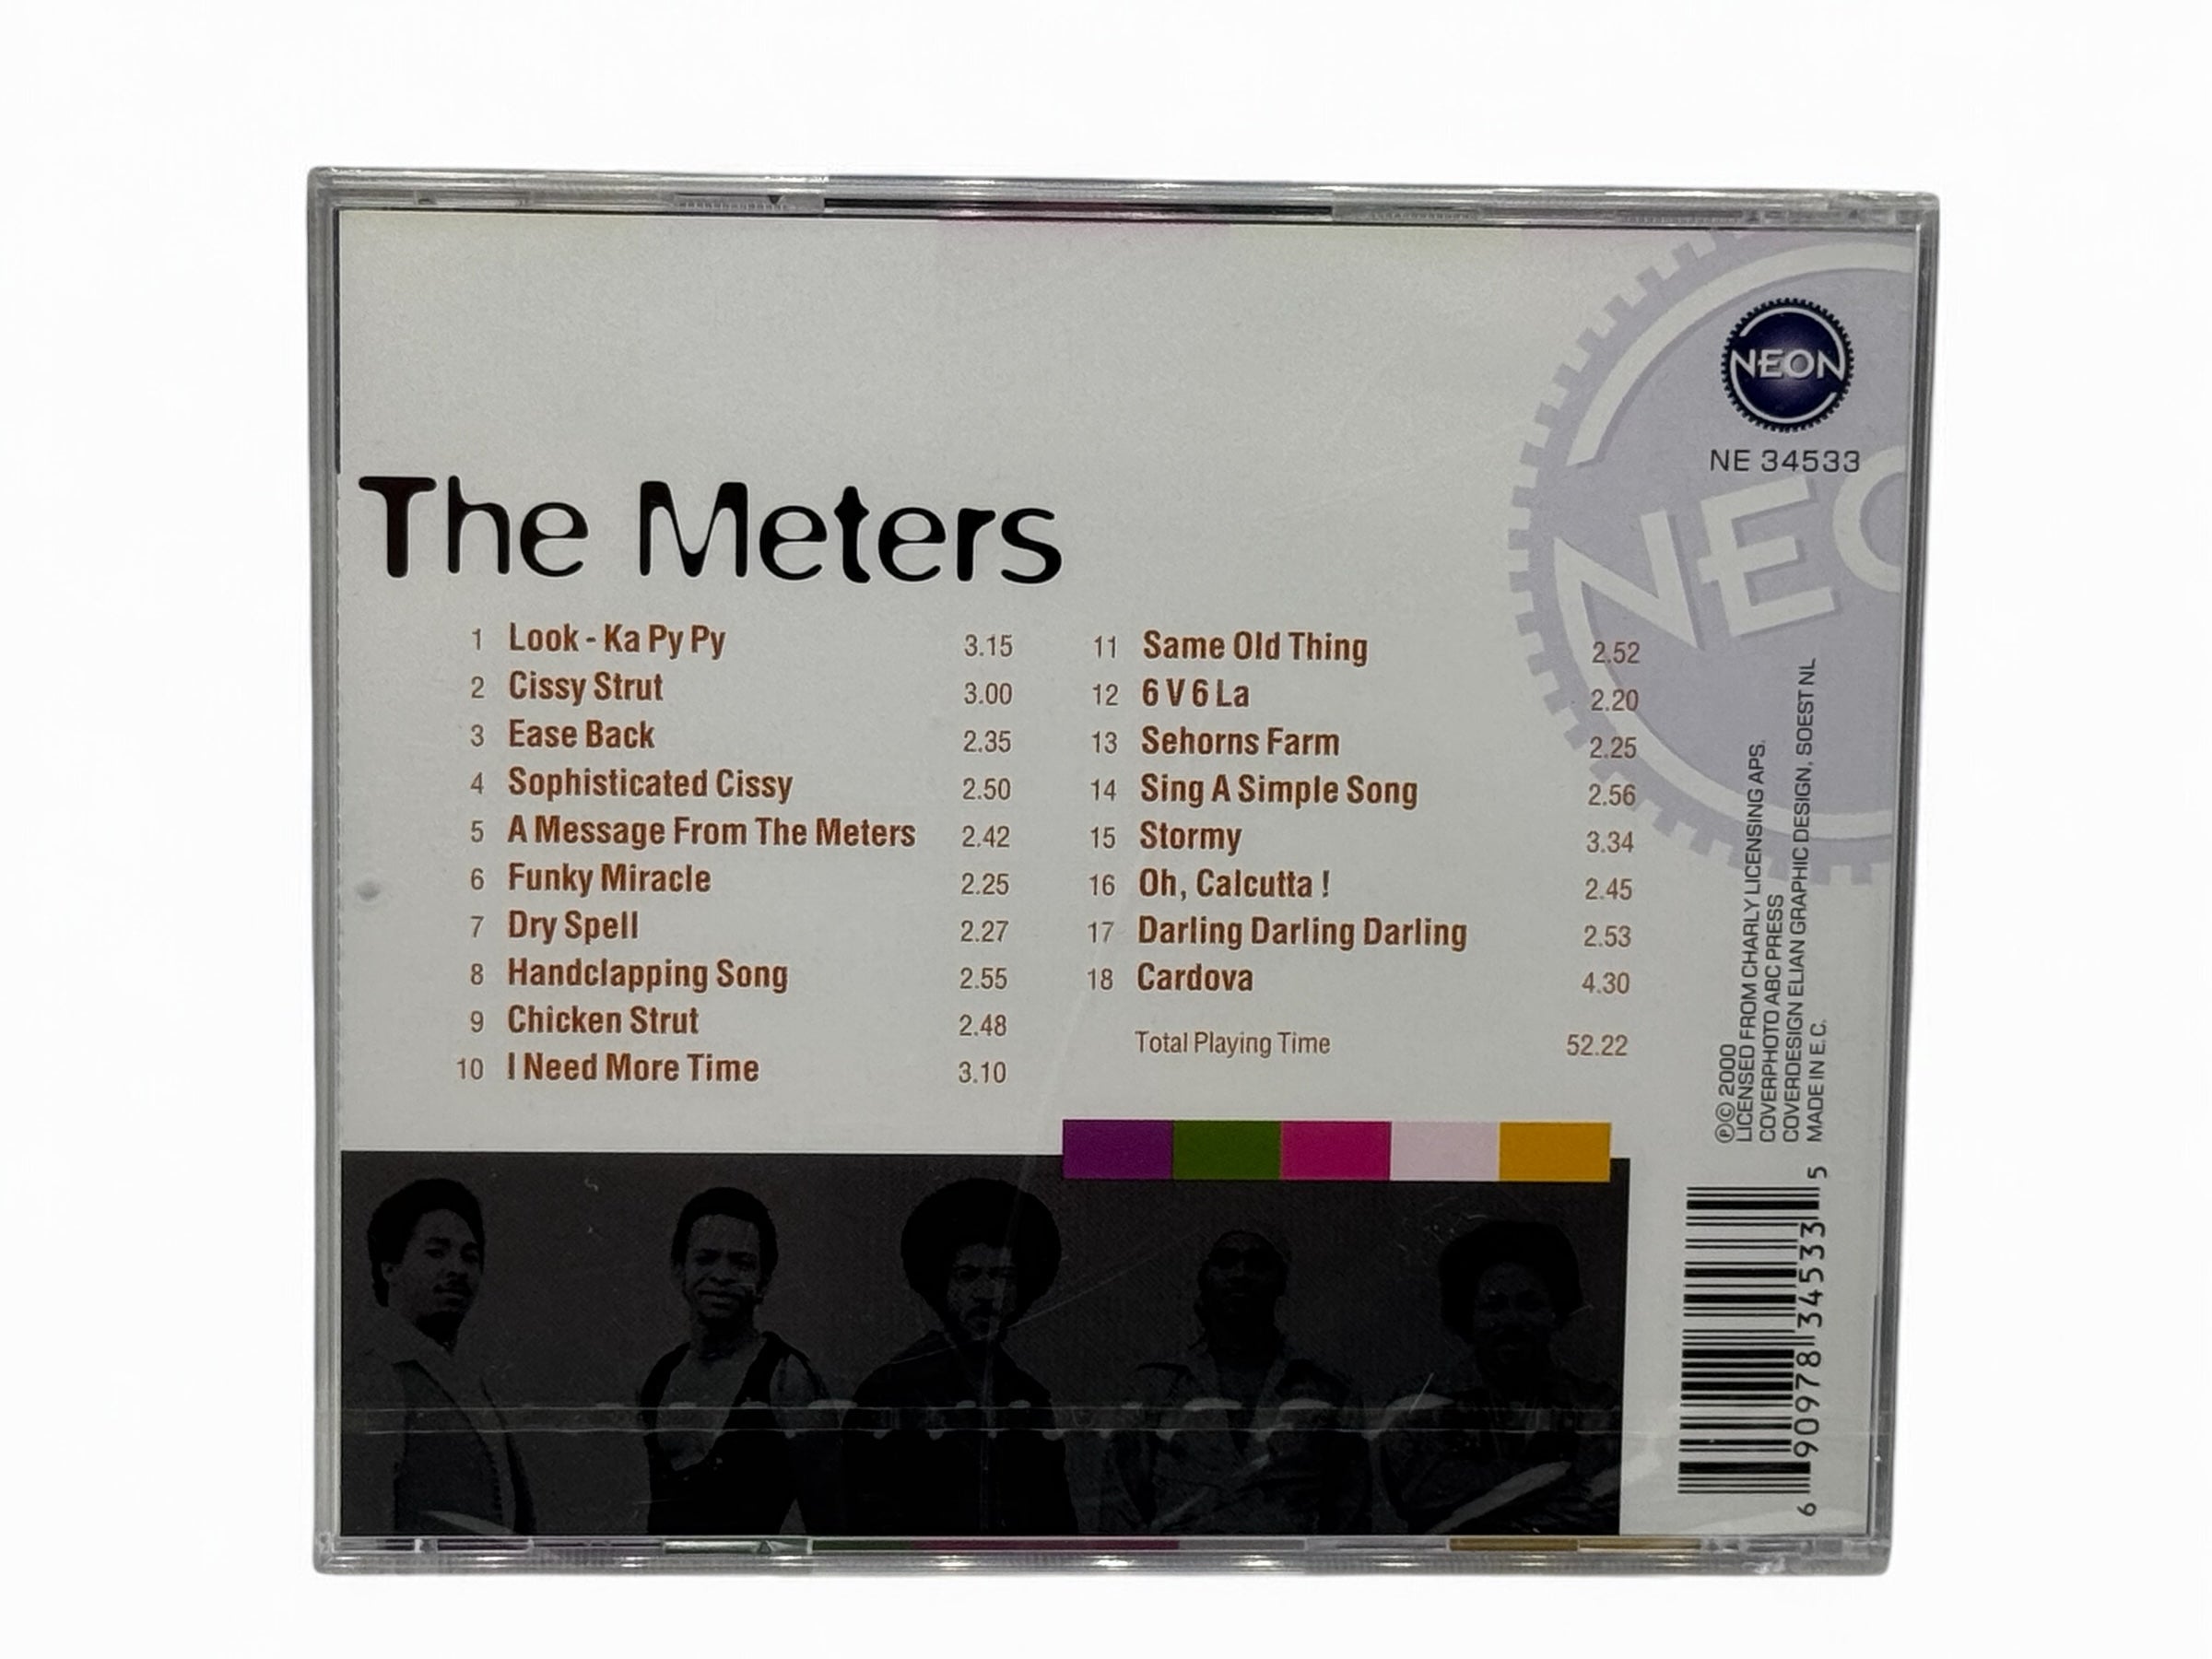 NEON
NE 34533
NEO
The Meters
1 Look - Ka Py Py 3.15
2 Cissy Strut 3.00
3 Ease Back 2.35
4 Sophisticated Cissy 2.50
5 A Message From The Meters 2.42
6 Funky Miracle 2.25
7 Dry Spell 2.27
8 Handclapping Song 2.55
9 Chicken Strut 2.48
10 I Need More Time 3.10
11 Same Old Thing 2.52
12 6 V 6 La 2.20
13 Sehorns Farm 2.25
14 Sing A Simple Song 2.56
15 Stormy 3.34
16 Oh, Calcutta ! 2.45
17 Darling Darling Darling 2.53
18 Cardova 4.30
Total Playing Time 52.22
℗© 2000
LICENSED FROM CHARLY LICENSING APS.
COVERPHOTO ABC PRESS
COVERDESIGN ELIAN GRAPHIC DESIGN, SOEST NL
MADE IN E.C.
6 90978 34533 5